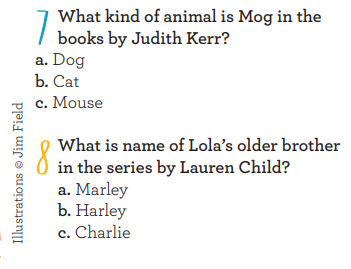 7 What kind of animal is Mog in the
books by Judith Kerr?
a. Dog
b. Cat
c. Mouse
8 What is name of Lola's older brother
in the series by Lauren Child?
a. Marley
b. Harley
c. Charlie
Illustrations © Jim Field